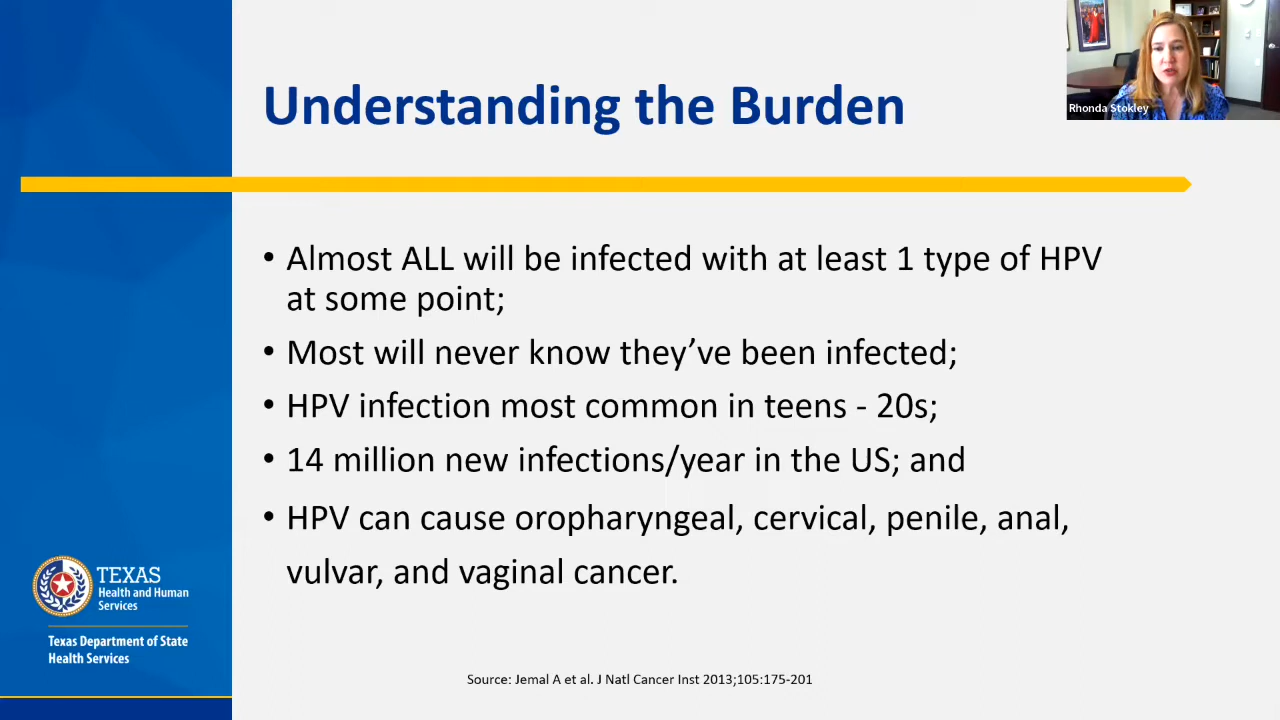 Understanding the Burden
Rhonda Stokley
• Almost ALL will be infected with at least 1 type of HPV
at some point;
• Most will never know they’ve been infected;
• HPV infection most common in teens - 20s;
• 14 million new infections/year in the US; and
• HPV can cause oropharyngeal, cervical, penile, anal,
vulvar, and vaginal cancer.
TEXAS
Health and Human
Services
Texas Department of State
Health Services
Source: Jemal A et al. J Natl Cancer Inst 2013;105:175-201